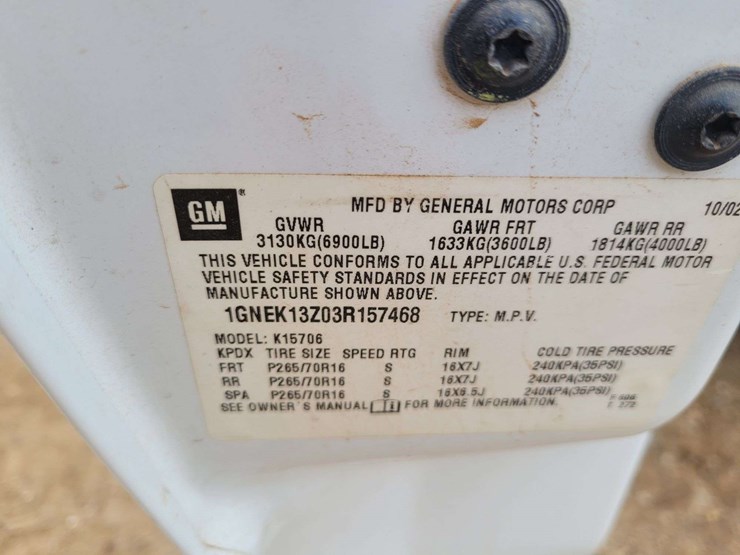 GM®
MFD BY GENERAL MOTORS CORP 10/02
GVWR GAWR FRT GAWR RR
3130KG(6900LB) 1633KG(3600LB) 1814KG(4000LB)
THIS VEHICLE CONFORMS TO ALL APPLICABLE U.S. FEDERAL MOTOR
VEHICLE SAFETY STANDARDS IN EFFECT ON THE DATE OF
MANUFACTURE SHOWN ABOVE.
1GNEK13Z03R157468 TYPE: M.P.V.
MODEL: K15706
KPDX TIRE SIZE SPEED RTG RIM COLD TIRE PRESSURE
FRT P265/70R16 S 16X7J 240KPA(35PSI)
RR P265/70R16 S 16X7J 240KPA(35PSI)
SPA P265/70R16 S 16X6.5J 240KPA(35PSI)
SEE OWNER'S MANUAL FOR MORE INFORMATION.